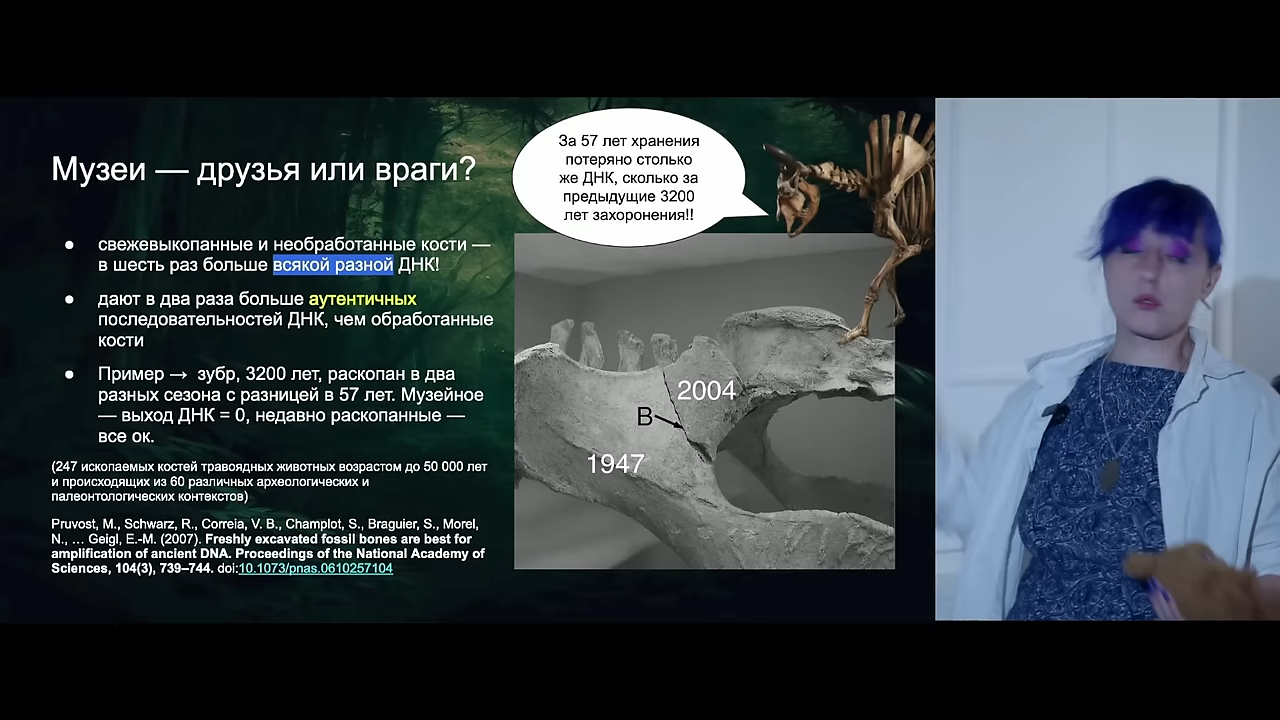 Музеи — друзья или враги?
свежевыкопанные и необработанные кости —
в шесть раз больше всякой разной ДНК!
дают в два раза больше аутентичных
последовательностей ДНК, чем обработанные
кости
Пример → зубр, 3200 лет, раскопан в два
разных сезона с разницей в 57 лет. Музейное
— выход ДНК = 0, недавно раскопанные —
все ок.
(247 ископаемых костей травоядных животных возрастом до 50 000 лет
и происходящих из 60 различных археологических и
палеонтологических контекстов)
Pruvost, M., Schwarz, R., Correia, V. B., Champlot, S., Braguier, S., Morel,
N., … Geigl, E.-M. (2007). Freshly excavated fossil bones are best for
amplification of ancient DNA. Proceedings of the National Academy of
Sciences, 104(3), 739–744. doi:10.1073/pnas.0610257104
За 57 лет хранения
потеряно столько
же ДНК, сколько за
предыдущие 3200
лет захоронения!!
2004
B
1947